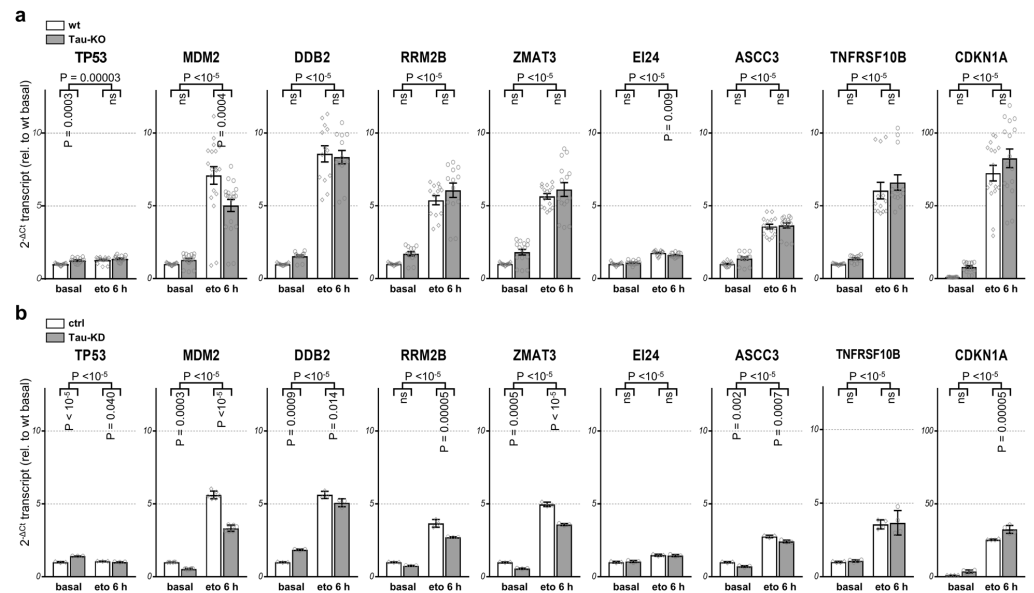 a
wt
Tau-KO
TP53 MDM2 DDB2 RRM2B ZMAT3 EI24 ASCC3 TNFRSF10B CDKN1A
P = 0.00003 P <10-5 P <10-5 P <10-5 P <10-5 P <10-5 P <10-5 P <10-5 P <10-5
P = 0.0003 ns ns P = 0.0004 ns ns ns ns ns ns ns P = 0.009 ns ns ns ns ns ns
2-ΔCt transcript (rel. to wt basal)
10 10 10 10 10 10 10 10 100
5 5 5 5 5 5 5 5 50
0 0 0 0 0 0 0 0 0
basal eto 6 h basal eto 6 h basal eto 6 h basal eto 6 h basal eto 6 h basal eto 6 h basal eto 6 h basal eto 6 h basal eto 6 h
b
ctrl
Tau-KD
TP53 MDM2 DDB2 RRM2B ZMAT3 EI24 ASCC3 TNFRSF10B CDKN1A
P <10-5 P <10-5 P <10-5 P <10-5 P <10-5 P <10-5 P <10-5 P <10-5 P <10-5
P < 10-5 P = 0.040 P = 0.0003 P <10-5 P = 0.0009 P = 0.014 ns P = 0.00005 P = 0.0005 P < 10-5 ns ns P = 0.002 P = 0.0007 ns ns ns P = 0.00005
2-ΔCt transcript (rel. to wt basal)
10 10 10 10 10 10 10 10 100
5 5 5 5 5 5 5 5 50
0 0 0 0 0 0 0 0 0
basal eto 6 h basal eto 6 h basal eto 6 h basal eto 6 h basal eto 6 h basal eto 6 h basal eto 6 h basal eto 6 h basal eto 6 h